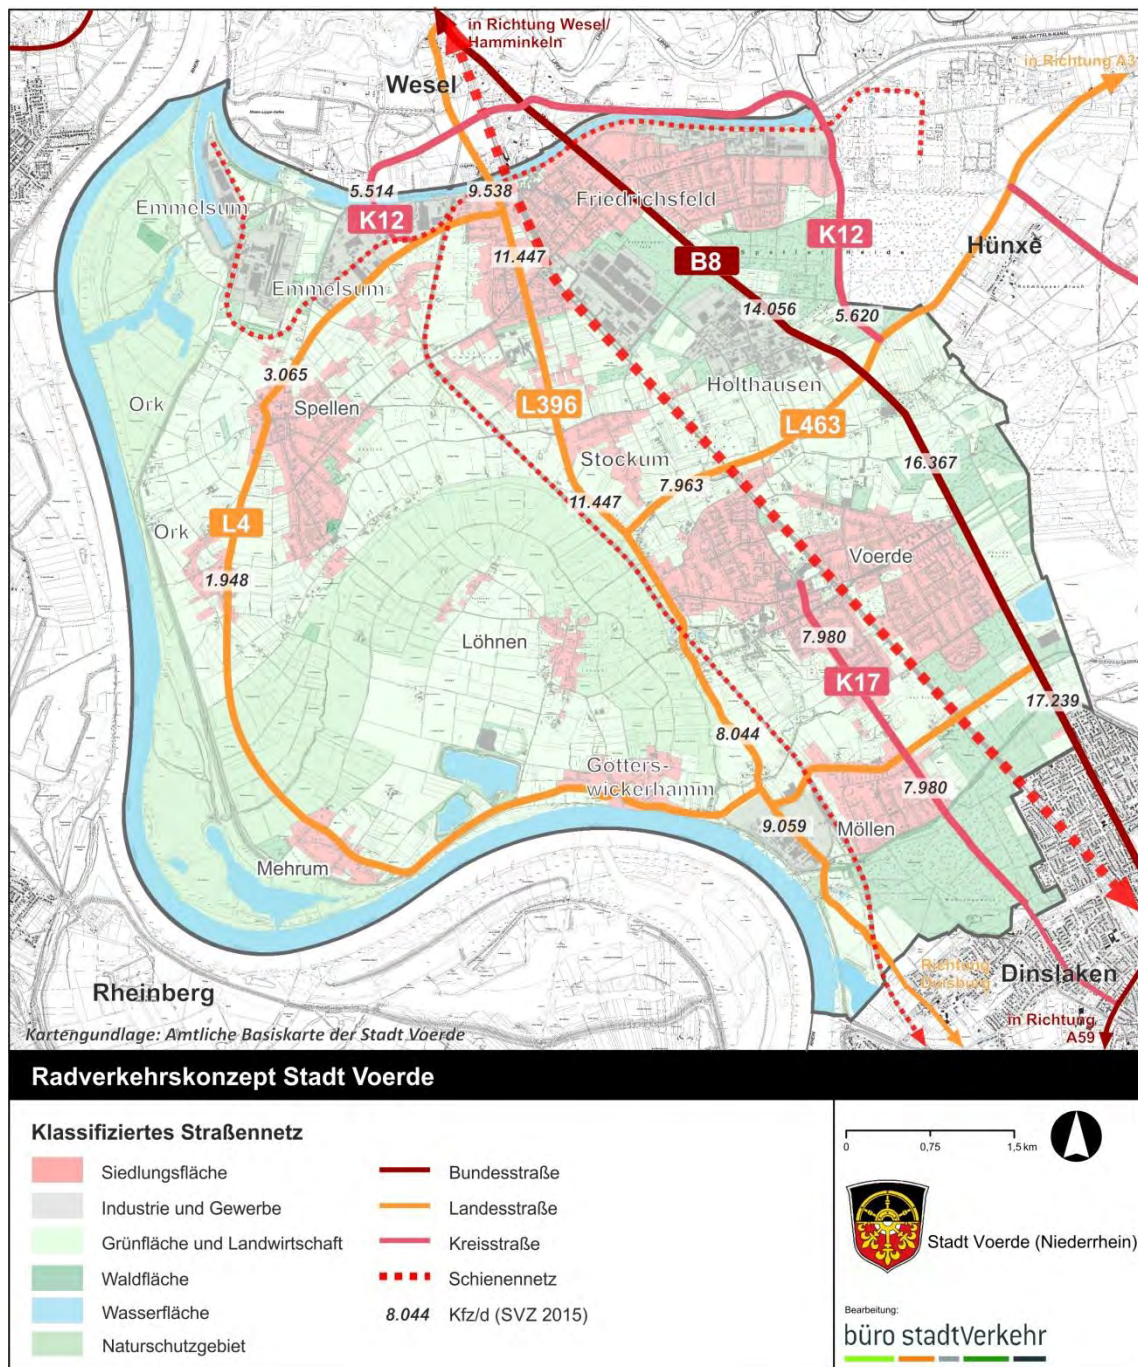 in Richtung Wesel/
Hamminkeln
WESEL-DATTELN-KANAL
in Richtung A3
Wesel
5.514
9.538
Friedrichsfeld
Emmelsum
K12
K12
Hünxe
11.447
B8
Emmelsum
14.056
5.620
3.065
Holthausen
Ork
Spellen
L396
L463
Stockum
16.367
7.963
11.447
Ork
L4
Voerde
1.948
7.980
Löhnen
K17
17.239
8.044
Gotters-
wickerhamm
7.980
9.059
Möllen
Mehrum
Richtung
Duisburg
Dinslaken
Rheinberg
in Richtung
A59
Kartengundlage: Amtliche Basiskarte der Stadt Voerde
Radverkehrskonzept Stadt Voerde
Klassifiziertes Straßennetz
Siedlungsfläche
Industrie und Gewerbe
Grünfläche und Landwirtschaft
Waldfläche
Wasserfläche
Naturschutzgebiet
Bundesstraße
Landesstraße
Kreisstraße
Schienennetz
8.044 Kfz/d (SVZ 2015)
0 0,75 1,5 km
Stadt Voerde (Niederrhein)
Bearbeitung:
büro stadtVerkehr